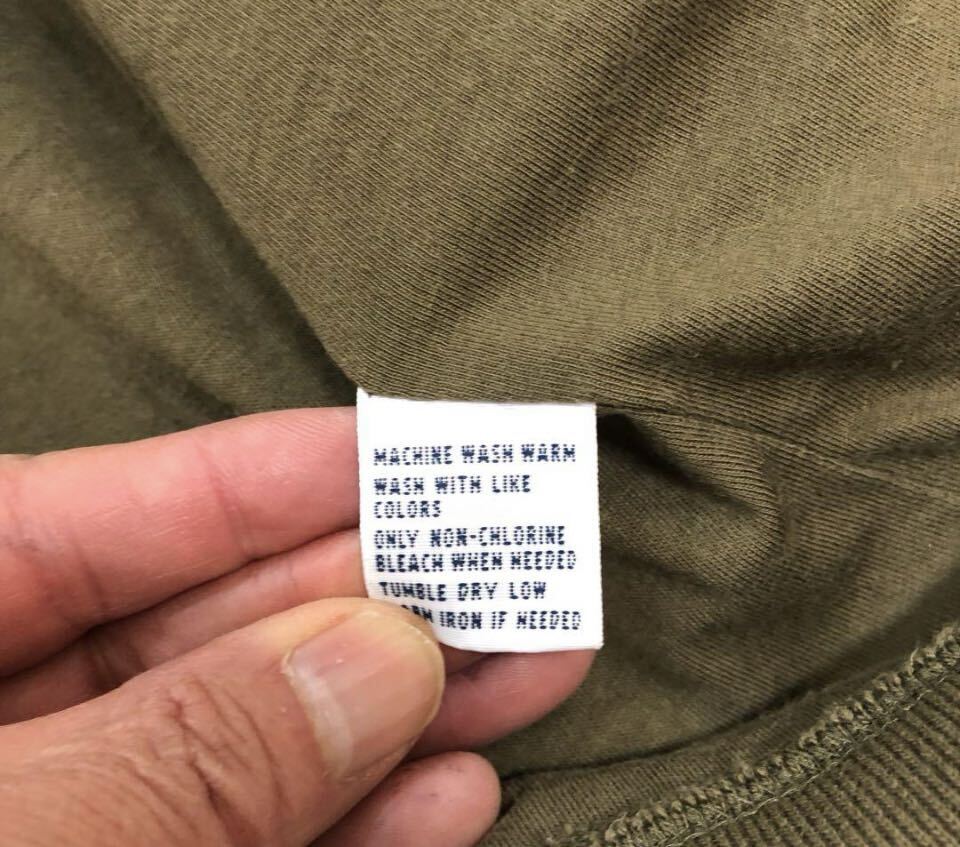 MACHINE WASH WARM
WASH WITH LIKE
COLORS
ONLY NON-CHLORINE
BLEACH WHEN NEEDED
TUMBLE DRY LOW
IRON IF NEEDED